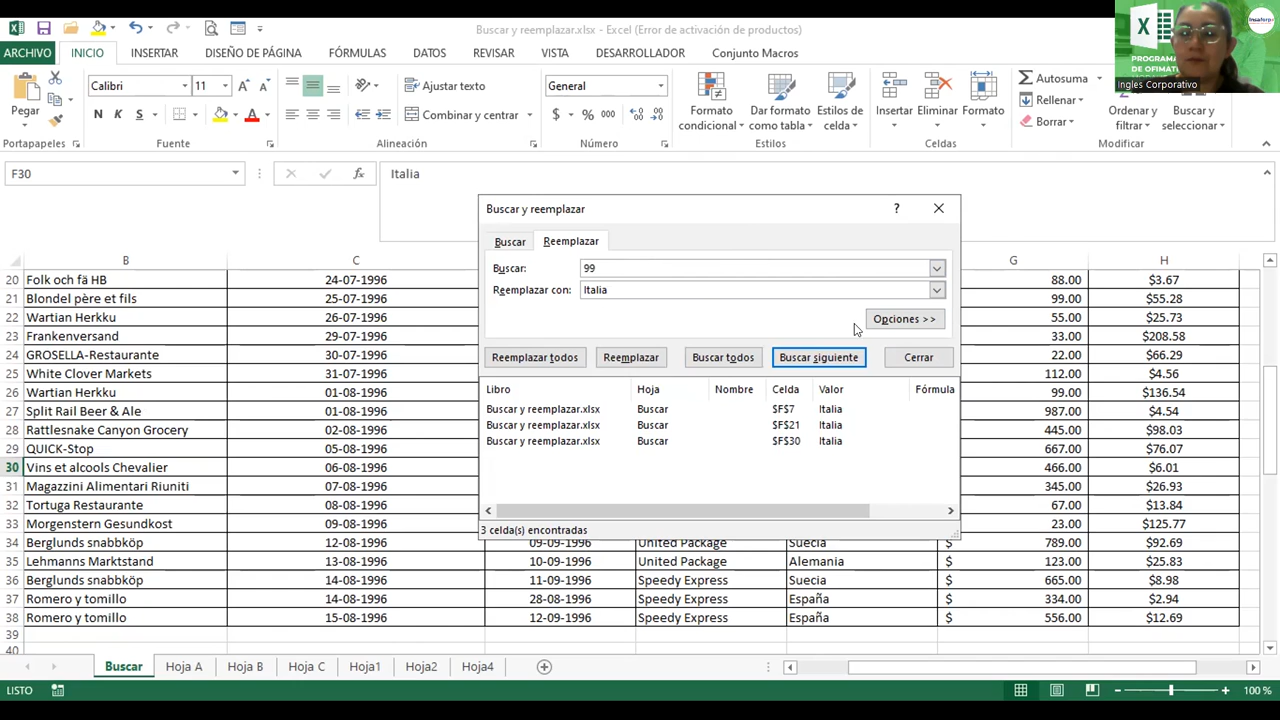 Buscar y reemplazar.xlsx - Excel (Error de activación de productos)
ARCHIVO INICIO INSERTAR DISEÑO DE PÁGINA FÓRMULAS DATOS REVISAR VISTA DESARROLLADOR Conjunto Macros
PROGRAMA
DE OFIMÁTI
Ingles Corporativo
insaforp
Pegar
Calibri 11
N K S
Ajustar texto
Combinar y centrar
General
$ % 000
Formato condicional
Dar formato como tabla
Estilos de celda
Insertar Eliminar Formato
Autosuma
Rellenar
Borrar
Ordenar y filtrar
Buscar y seleccionar
Portapapeles Fuente Alineación Número Estilos Celdas Modificar
F30 fx Italia
Buscar y reemplazar ?
Buscar Reemplazar
Buscar: 99
Reemplazar con: Italia
Opciones >>
Reemplazar todos Reemplazar Buscar todos Buscar siguiente Cerrar
Libro Hoja Nombre Celda Valor Fórmula
Buscar y reemplazar.xlsx Buscar $F$7 Italia
Buscar y reemplazar.xlsx Buscar $F$21 Italia
Buscar y reemplazar.xlsx Buscar $F$30 Italia
3 celda(s) encontradas
B C G H
20 Folk och fä HB 24-07-1996 88.00 $3.67
21 Blondel père et fils 25-07-1996 99.00 $55.28
22 Wartian Herkku 26-07-1996 55.00 $25.73
23 Frankenversand 29-07-1996 33.00 $208.58
24 GROSELLA-Restaurante 30-07-1996 22.00 $66.29
25 White Clover Markets 31-07-1996 112.00 $4.56
26 Wartian Herkku 01-08-1996 99.00 $136.54
27 Split Rail Beer & Ale 01-08-1996 987.00 $4.54
28 Rattlesnake Canyon Grocery 02-08-1996 445.00 $98.03
29 QUICK-Stop 05-08-1996 667.00 $76.07
30 Vins et alcools Chevalier 06-08-1996 466.00 $6.01
31 Magazzini Alimentari Riuniti 07-08-1996 345.00 $26.93
32 Tortuga Restaurante 08-08-1996 67.00 $13.84
33 Morgenstern Gesundkost 09-08-1996 23.00 $125.77
34 Berglunds snabbköp 12-08-1996 09-09-1996 United Package Suecia $ 789.00 $92.69
35 Lehmanns Marktstand 13-08-1996 10-09-1996 United Package Alemania $ 123.00 $25.83
36 Berglunds snabbköp 14-08-1996 11-09-1996 Speedy Express Suecia $ 665.00 $8.98
37 Romero y tomillo 14-08-1996 28-08-1996 Speedy Express España $ 334.00 $2.94
38 Romero y tomillo 15-08-1996 12-09-1996 Speedy Express España $ 556.00 $12.69
39
40
Buscar Hoja A Hoja B Hoja C Hoja1 Hoja2 Hoja4
LISTO 100 %